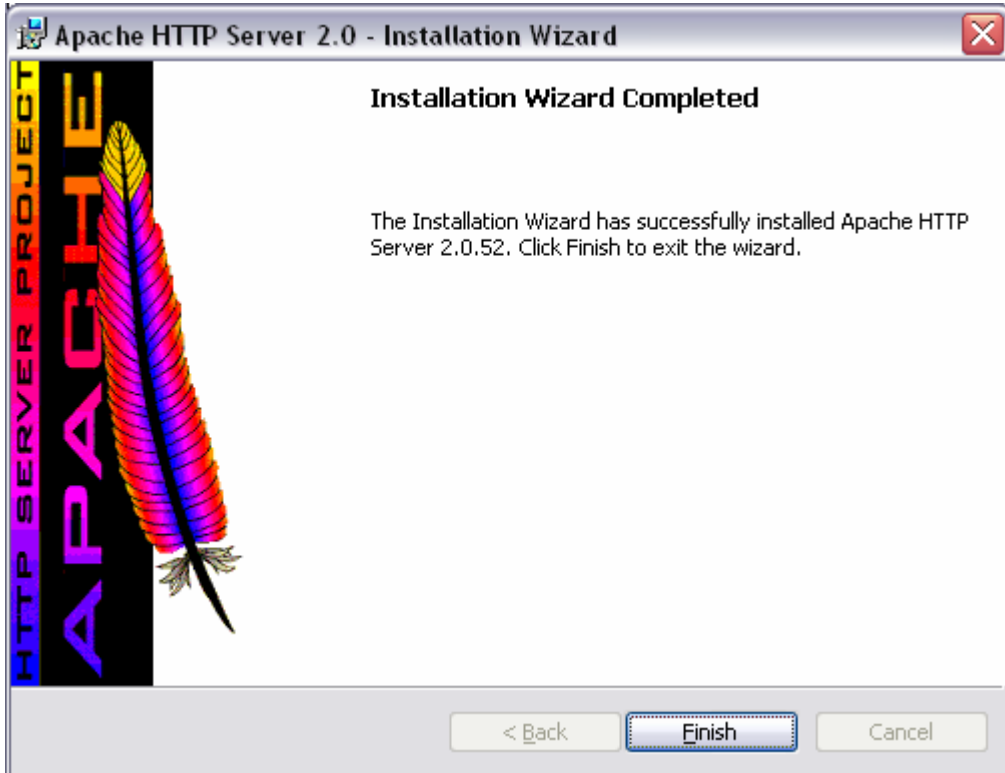 Apache HTTP Server 2.0 - Installation Wizard
HTTP SERVER PROJECT
APACHE
Installation Wizard Completed
The Installation Wizard has successfully installed Apache HTTP
Server 2.0.52. Click Finish to exit the wizard.
< Back
Finish
Cancel